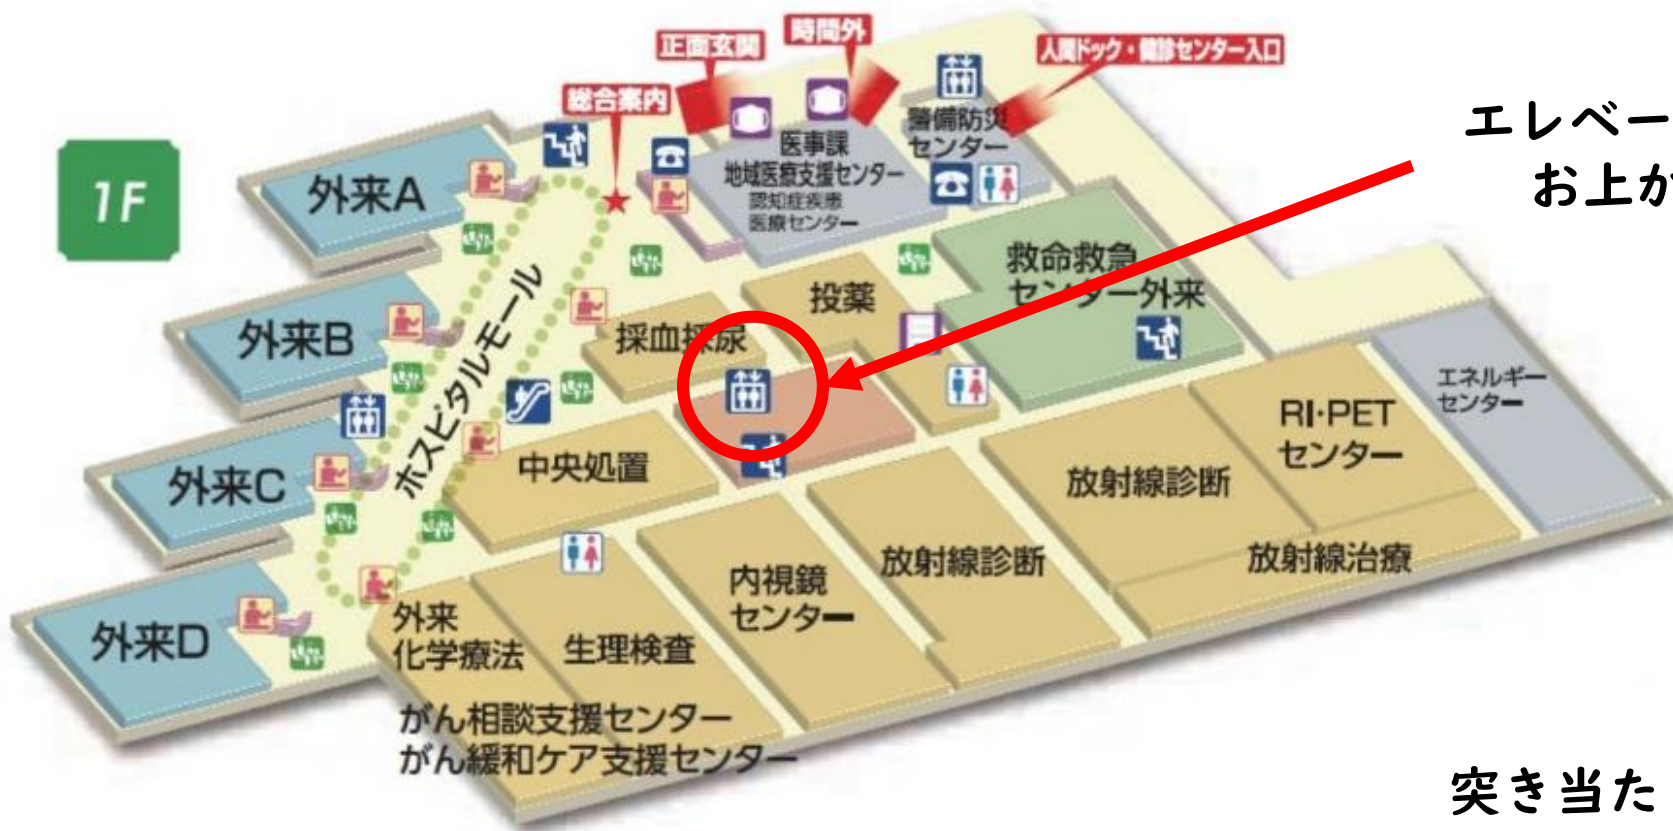 1F
正面玄関
時間外
人間ドック・健診センター入口
総合案内
エレベー
お上が
医事課
地域医療支援センター
認知症疾患
医療センター
警備防災
センター
外来A
外来B
外来C
外来D
ホスピタルモール
採血採尿
投薬
救命救急
センター外来
中央処置
エネルギー
センター
RI・PET
センター
放射線診断
放射線診断
放射線治療
内視鏡
センター
生理検査
外来
化学療法
がん相談支援センター
がん緩和ケア支援センター
突き当た